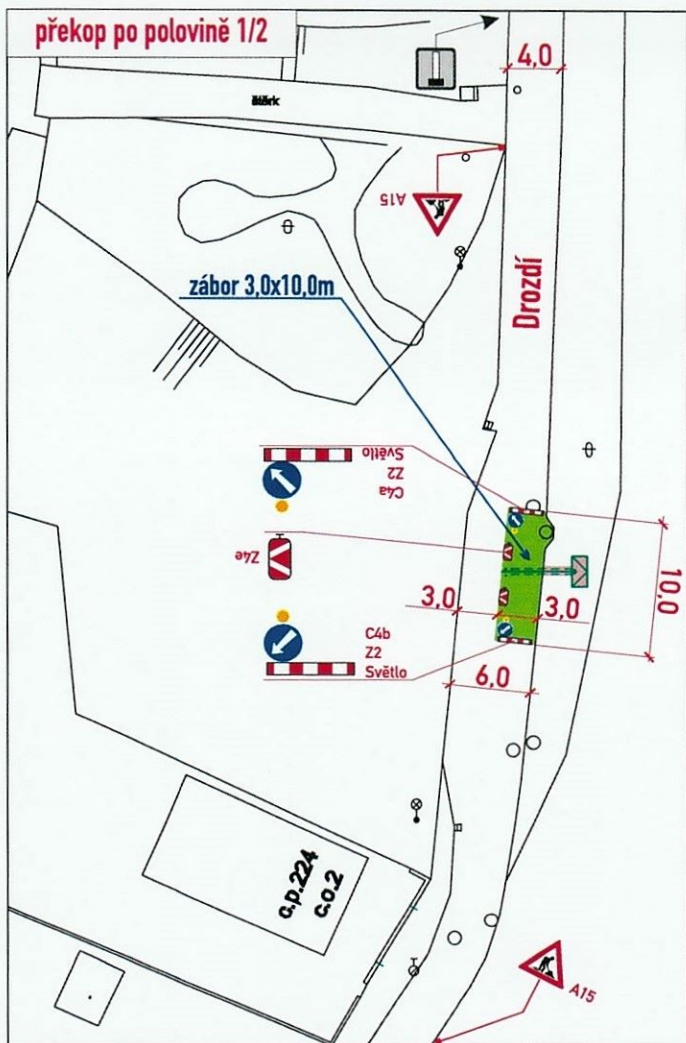 překop po polovině 1/2
4,0
štěrk
A15
Drozdí
zábor 3,0x10,0m
Světlo
Z2
C4a
Z4e
10,0
3,0
3,0
C4b
Z2
Světlo
6,0
č.p.224
č.o.2
A15